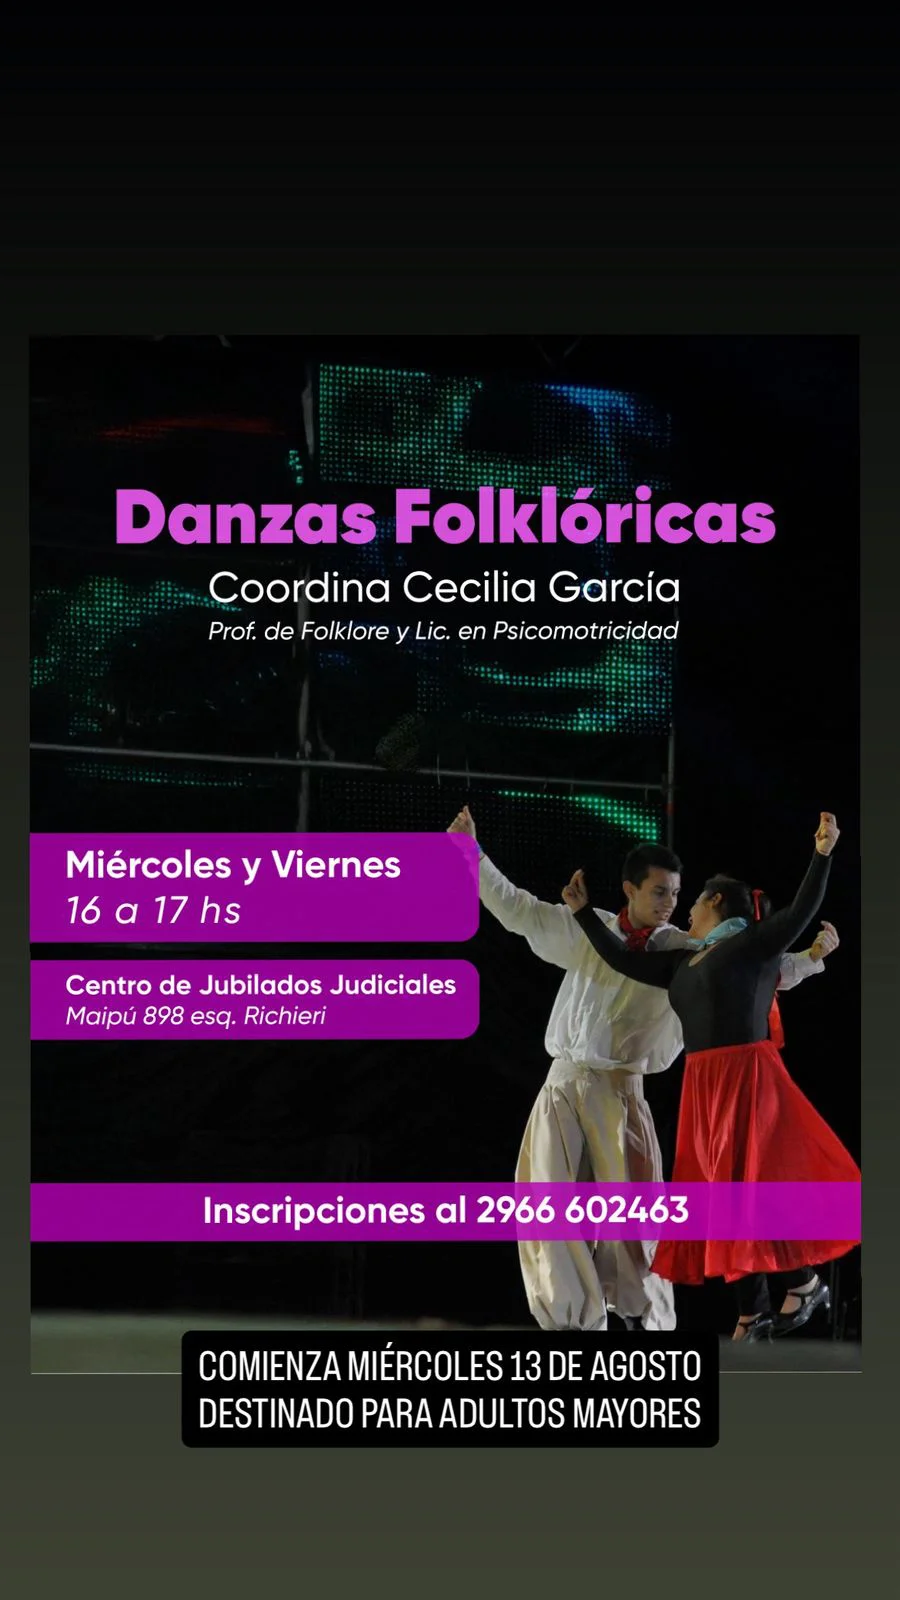 Danzas Folklóricas
Coordina Cecilia García
Prof. de Folklore y Lic. en Psicomotricidad
Miércoles y Viernes
16 a 17 hs
Centro de Jubilados Judiciales
Maipú 898 esq. Richieri
Inscripciones al 2966 602463
COMIENZA MIÉRCOLES 13 DE AGOSTO
DESTINADO PARA ADULTOS MAYORES